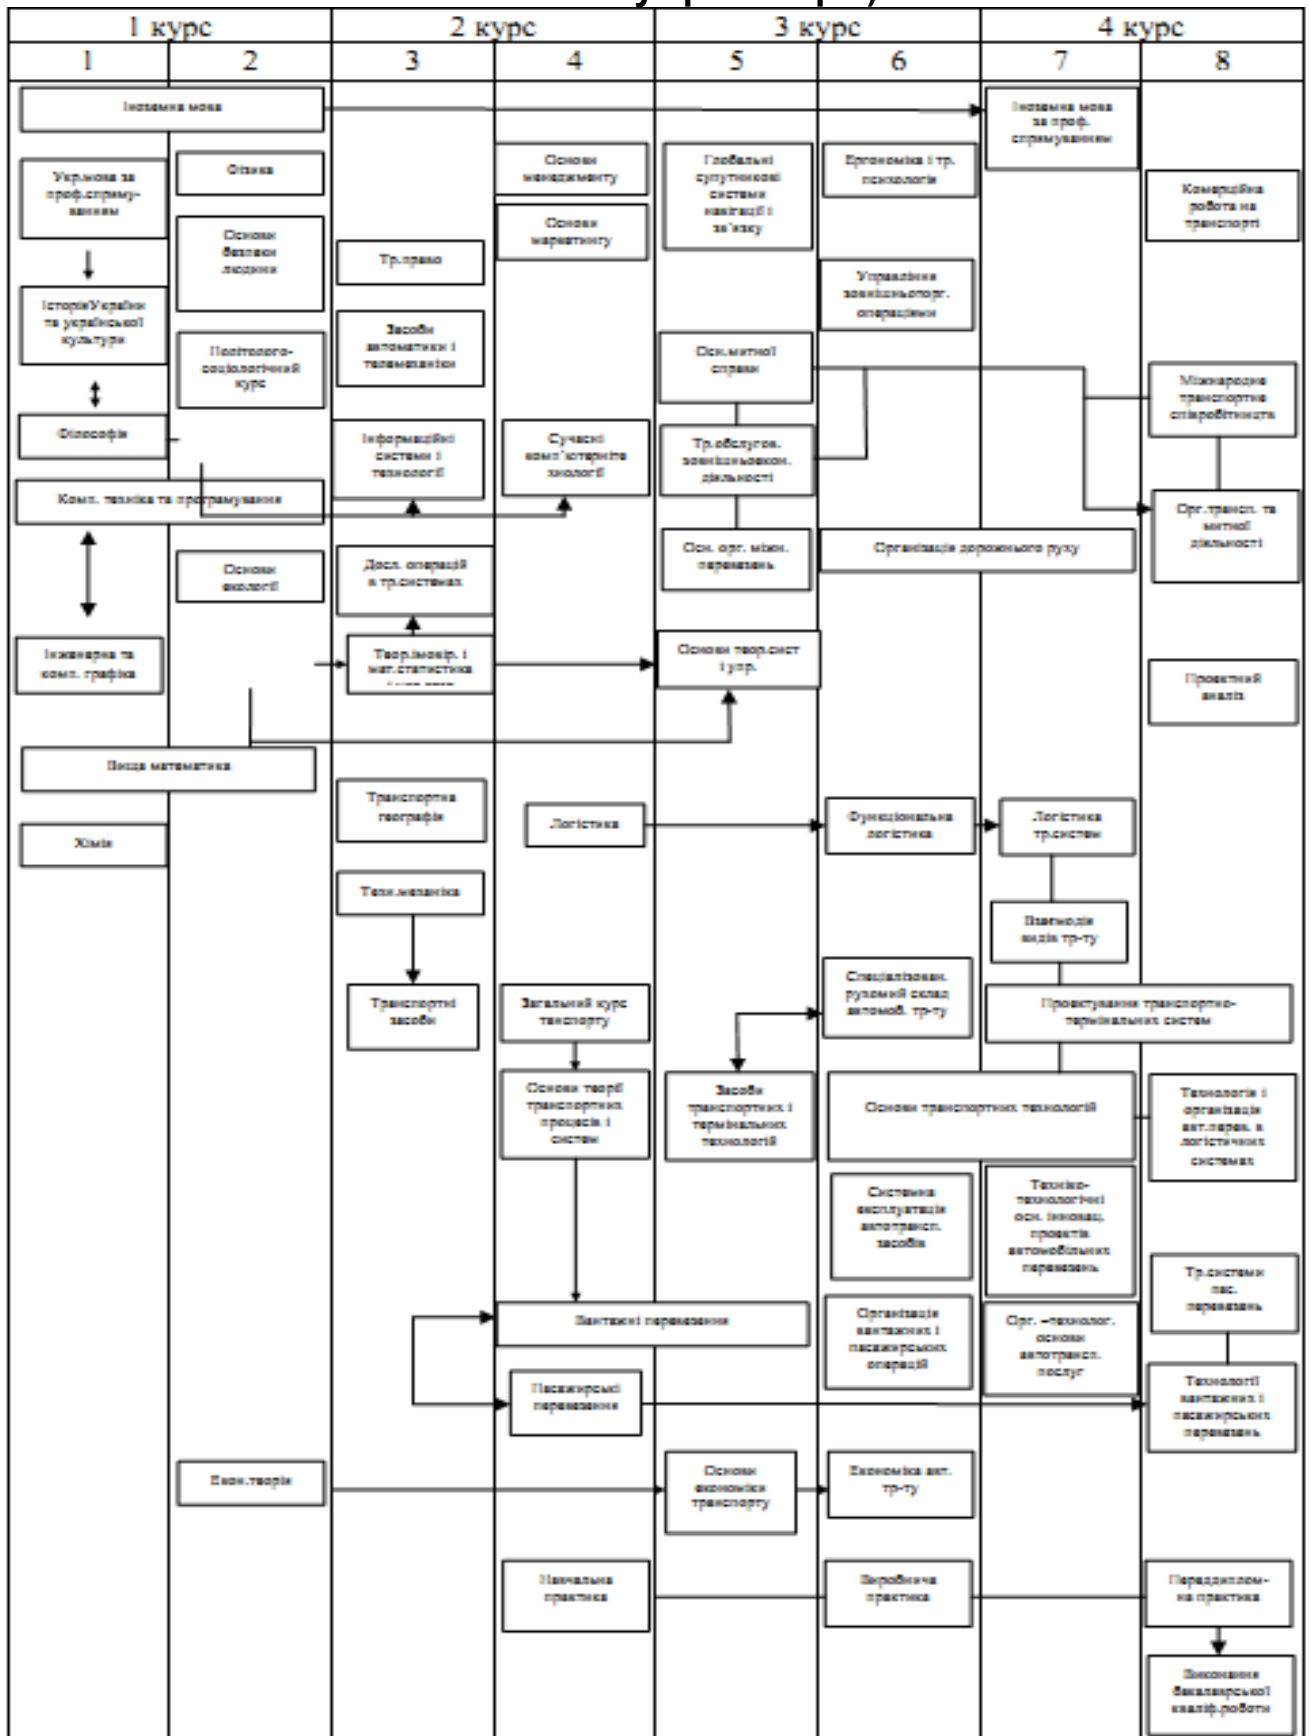 1 курс
2 курс
3 курс
4 курс
1
2
3
4
5
6
7
8
Іноземна мова
Іноземна мова
за проф.
спрямуванням
Укр.мова за
проф.спряму-
ванням
Фізика
Основи
менеджменту
Глобальні
супутникові
системи
навігації і
зв'язку
Ергономіка і тр.
психологія
Комерційна
робота на
транспорті
Основи
безпеки
людини
Основи
маркетингу
Тр.право
Управління
зовнішньоторг.
операціями
ІсторіяУкраїни
та української
культури
Засоби
автоматики і
телемеханіки
Політолого-
соціологічний
курс
Осн.митної
справи
Міжнародне
транспортне
співробітництв
Філософія
Інформаційні
системи і
технології
Сучасні
комп'ютерніте
хнології
Тр.обслугов.
зовнішньоекон.
діяльності
Комп. техніка та програмування
Орг.трансп. та
митної
діяльності
Осн. орг. міжн.
перевезень
Організація дорожнього руху
Основи
екології
Досл. операцій
в тр.системах
Інженерна та
комп. графіка
Теор.імовір. і
мат.статистика
Основи теор.сист
і упр.
Проектний
аналіз
Вища математика
Транспортна
географія
Логістика
Функціональна
логістика
Логістика
тр.систем
Хімія
Техн.механіка
Взаємодія
видів тр-ту
Транспортні
засоби
Загальний курс
танспорту
Спеціалізован.
рухомий склад
автомоб. тр-ту
Проектування транспортно-
термінальних систем
Основи теорії
транспортних
процесів і
систем
Засоби
транспортних і
термінальних
технологій
Основи транспортних технологій
Технологія і
організація
авт.перев. в
логістичних
системах
Системна
експлуатація
автотрансп.
засобів
Техніко-
технологічні
осн. інновац.
проектів
автомобільних
перевезень
Тр.системи
пас.
перевезень
Вантажні перевезення
Організація
вантажних і
пасажирських
операцій
Орг. –технолог.
основи
автотрансп.
послуг
Пасажирські
перевезення
Технології
вантажних і
пасажирських
перевезень
Екон.теорія
Основи
економіки
транспорту
Економіка авт.
тр-ту
Навчальна
практика
Виробнича
практика
Переддиплом-
на практика
Виконання
бакалаврської
кваліф.роботи